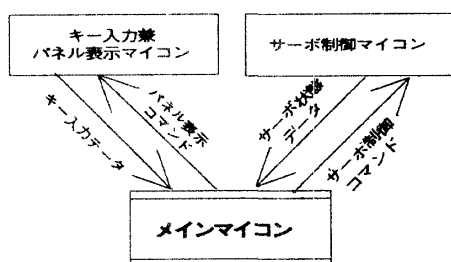 キー入力兼
パネル表示マイコン
サーボ制御マイコン
キー入力テータ
パネル表示
コマンド
サーボ状態
データ
サーボ制御
コマンド
メインマイコン